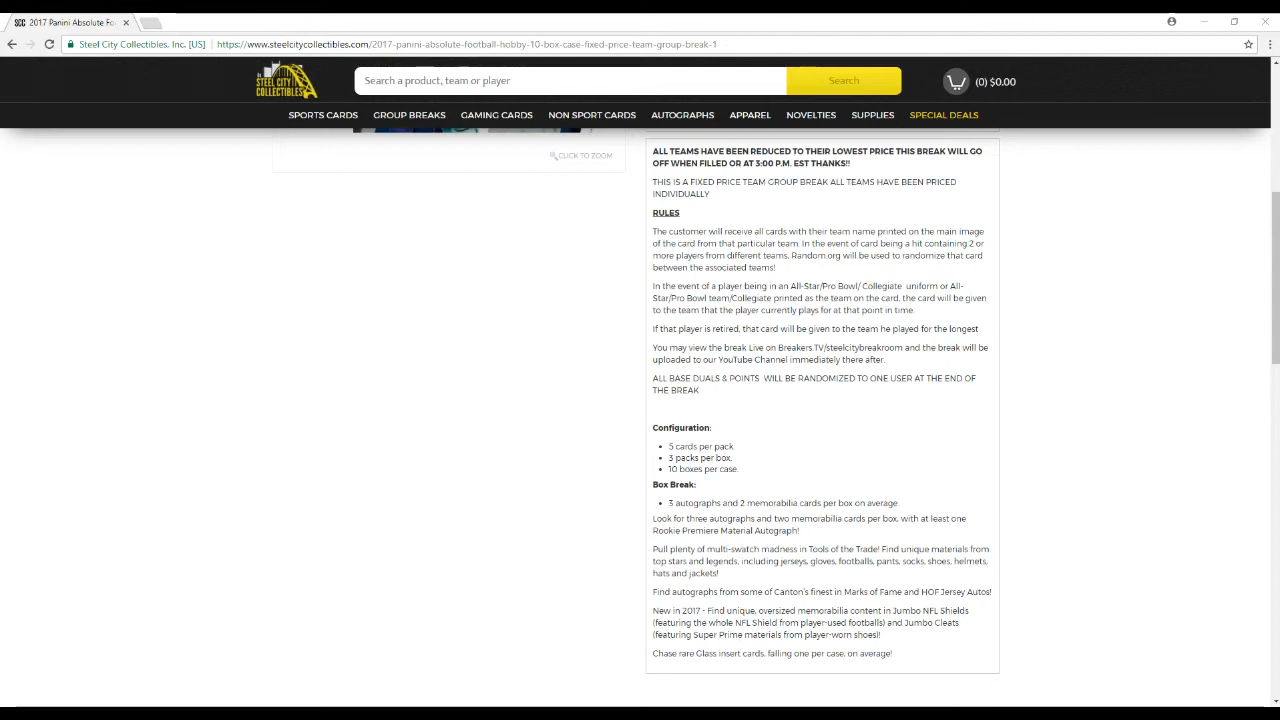 SCC 2017 Panini Absolute Fo
Steel City Collectibles, Inc. [US] https://www.steelcitycollectibles.com/2017-panini-absolute-football-hobby-10-box-case-fixed-price-team-group-break-1
STEEL CITY
COLLECTIBLES
Search a product, team or player
Search
(0) $0.00
SPORTS CARDS GROUP BREAKS GAMING CARDS NON SPORT CARDS AUTOGRAPHS APPAREL NOVELTIES SUPPLIES SPECIAL DEALS
CLICK TO ZOOM
ALL TEAMS HAVE BEEN REDUCED TO THEIR LOWEST PRICE THIS BREAK WILL GO
OFF WHEN FILLED OR AT 3:00 P.M. EST THANKS!!
THIS IS A FIXED PRICE TEAM GROUP BREAK ALL TEAMS HAVE BEEN PRICED
INDIVIDUALLY
RULES
The customer will receive all cards with their team name printed on the main image
of the card from that particular team. In the event of card being a hit containing 2 or
more players from different teams. Random.org will be used to randomize that card
between the associated teams!
In the event of a player being in an All-Star/Pro Bowl/ Collegiate uniform or All-
Star/Pro Bowl team/Collegiate printed as the team on the card, the card will be given
to the team that the player currently plays for at that point in time.
If that player is retired, that card will be given to the team he played for the longest
You may view the break Live on Breakers.TV/steelcitybreakroom and the break will be
uploaded to our YouTube Channel immediately there after.
ALL BASE DUALS & POINTS WILL BE RANDOMIZED TO ONE USER AT THE END OF
THE BREAK
Configuration:
• 5 cards per pack.
• 3 packs per box.
• 10 boxes per case.
Box Break:
• 3 autographs and 2 memorabilia cards per box on average.
Look for three autographs and two memorabilia cards per box, with at least one
Rookie Premiere Material Autograph!
Pull plenty of multi-swatch madness in Tools of the Trade! Find unique materials from
top stars and legends, including jerseys, gloves, footballs, pants, socks, shoes, helmets,
hats and jackets!
Find autographs from some of Canton's finest in Marks of Fame and HOF Jersey Autos!
New in 2017 - Find unique, oversized memorabilia content in Jumbo NFL Shields
(featuring the whole NFL Shield from player-used footballs) and Jumbo Cleats
(featuring Super Prime materials from player-worn shoes)!
Chase rare Glass insert cards, falling one per case, on average!